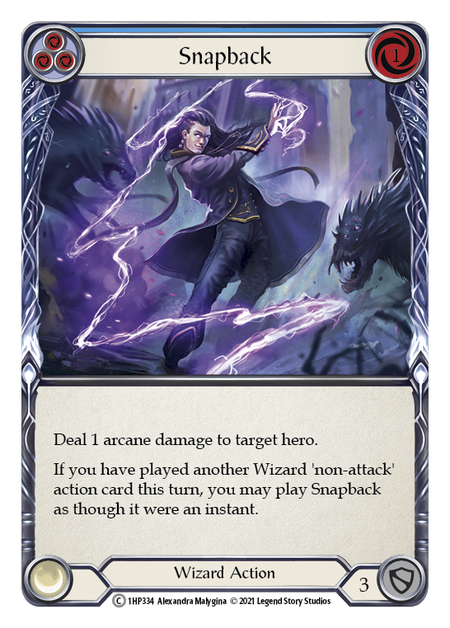 Snapback
1
Deal 1 arcane damage to target hero.
If you have played another Wizard 'non-attack'
action card this turn, you may play Snapback
as though it were an instant.
Wizard Action
3
C 1HP334 Alexandra Malygina © 2021 Legend Story Studios